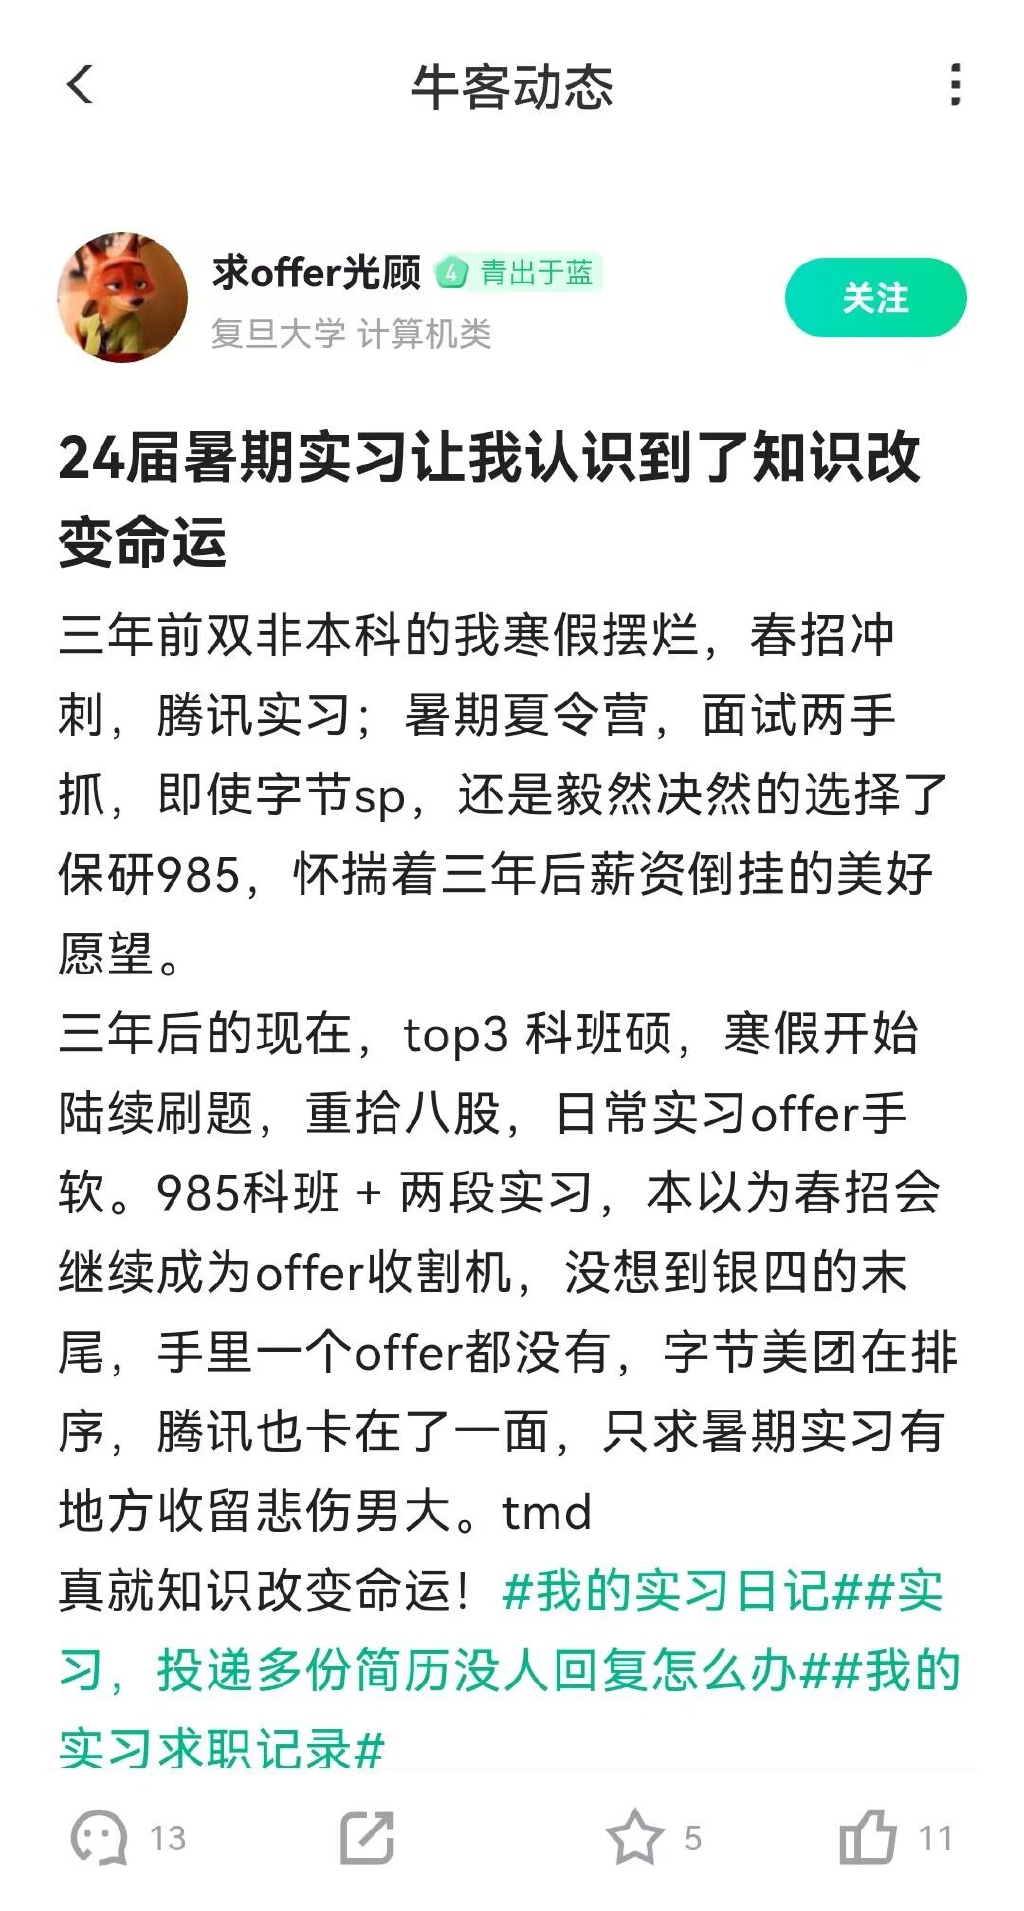 牛客动态
求offer光顾 4 青出于蓝
关注
复旦大学 计算机类
24届暑期实习让我认识到了知识改
变命运
三年前双非本科的我寒假摆烂，春招冲
刺，腾讯实习；暑期夏令营，面试两手
抓，即使字节sp，还是毅然决然的选择了
保研985，怀揣着三年后薪资倒挂的美好
愿望。
三年后的现在，top3 科班硕，寒假开始
陆续刷题，重拾八股，日常实习offer手
软。985科班 + 两段实习，本以为春招会
继续成为offer收割机，没想到银四的末
尾，手里一个offer都没有，字节美团在排
序，腾讯也卡在了一面，只求暑期实习有
地方收留悲伤男大。tmd
真就知识改变命运！#我的实习日记##实
习，投递多份简历没人回复怎么办##我的
实习求职记录#
13 5 11